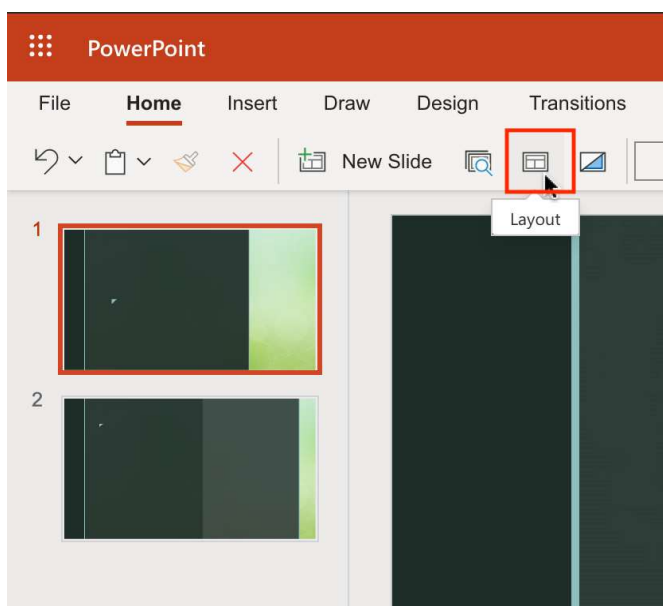 PowerPoint
File Home Insert Draw Design Transitions
New Slide
Layout
1
2